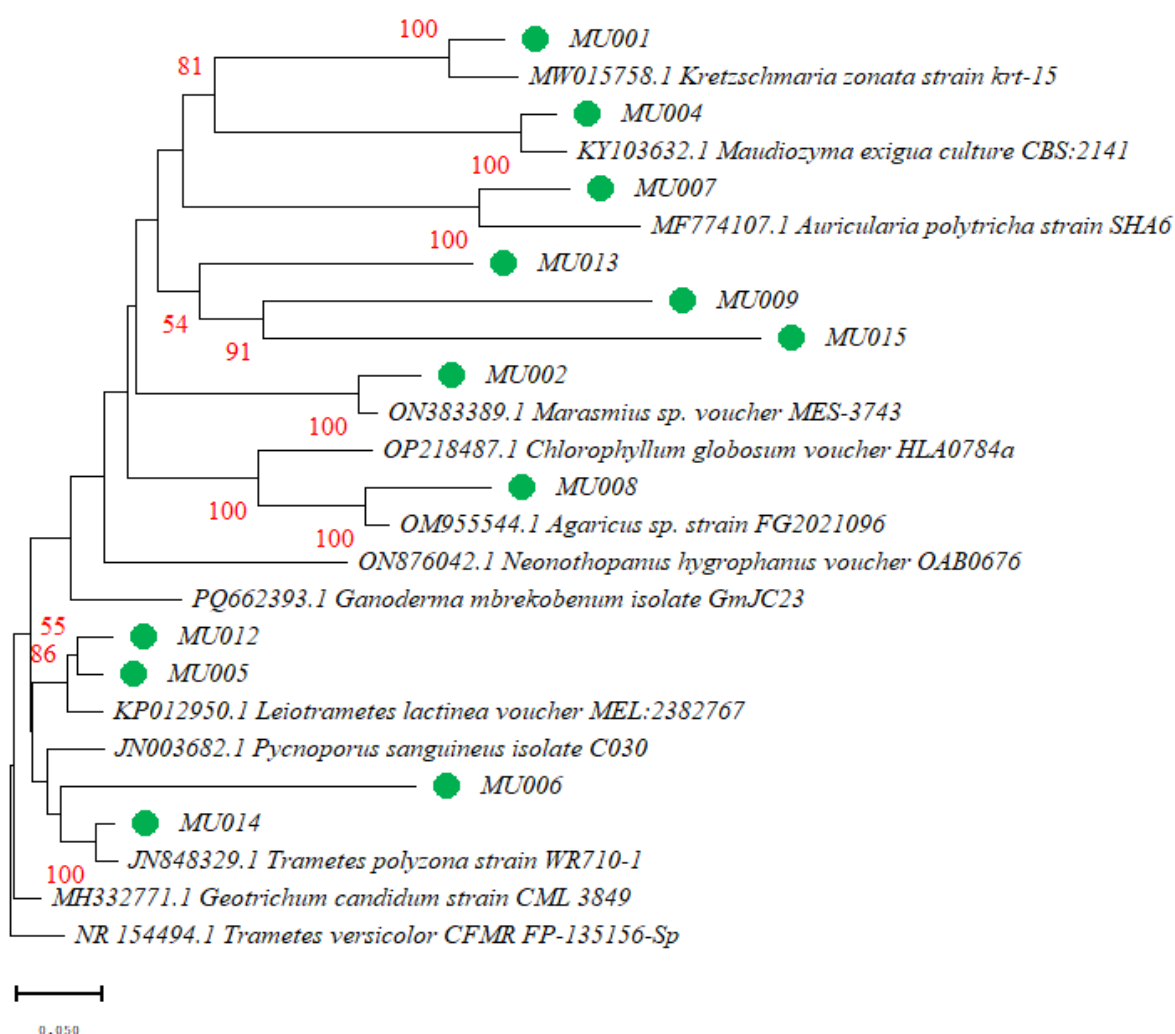 100
MU001
81
MW015758.1 Kretzschmaria zonata strain krt-15
MU004
KY103632.1 Maudiozyma exigua culture CBS:2141
100
MU007
MF774107.1 Auricularia polytricha strain SHA6
100
MU013
MU009
54
MU015
91
MU002
ON383389.1 Marasmius sp. voucher MES-3743
100
OP218487.1 Chlorophyllum globosum voucher HLA0784a
MU008
100
OM955544.1 Agaricus sp. strain FG2021096
100
ON876042.1 Neonothopanus hygrophanus voucher OAB0676
PQ662393.1 Ganoderma mbrekobenum isolate GmJC23
55
MU012
86
MU005
KP012950.1 Leiotrametes lactinea voucher MEL:2382767
JN003682.1 Pycnoporus sanguineus isolate C030
MU006
MU014
JN848329.1 Trametes polyzona strain WR710-1
100
MH332771.1 Geotrichum candidum strain CML 3849
NR 154494.1 Trametes versicolor CFMR FP-135156-Sp
0.050